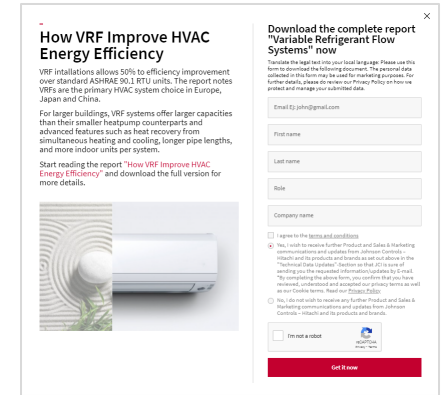 How VRF Improve HVAC
Energy Efficiency
VRF intallations allows 50% to efficiency improvement
over standard ASHRAE 90.1 RTU units. The report notes
VRFs are the primary HVAC system choice in Europe,
Japan and China.
For larger buildings, VRF systems offer larger capacities
than their smaller heatpump counterparts and
advanced features such as heat recovery from
simultaneous heating and cooling, longer pipe lengths,
and more indoor units per system.
Start reading the report "How VRF Improve HVAC
Energy Efficiency" and download the full version for
more details.
Download the complete report
"Variable Refrigerant Flow
Systems" now
Translate the legal text into your local language: Please use this
form to download the following document. The personal data
collected in this form may be used for marketing purposes. For
further details, please do review our Privacy Policy on how we
protect and manage your submitted data.
Email Ej: john@gmail.com
First name
Last name
Role
Company name
I agree to the terms and conditions
Yes, I wish to receive further Product and Sales & Marketing
communications and updates from Johnson Controls –
Hitachi and its products and brands as set out above in the
"Technical Data Updates"-Section so that JCI is sure of
sending you the requested information/updates by E-mail.
"By completing the above form, you confirm that you have
reviewed, understood and accepted our privacy terms as well
as our Cookie terms. Read our Privacy Policy
No, I do not wish to receive any further Product and Sales &
Marketing communications and updates from Johnson
Controls – Hitachi and its products and brands.
I'm not a robot
reCAPTCHA
Privacy - Terms
Get it now